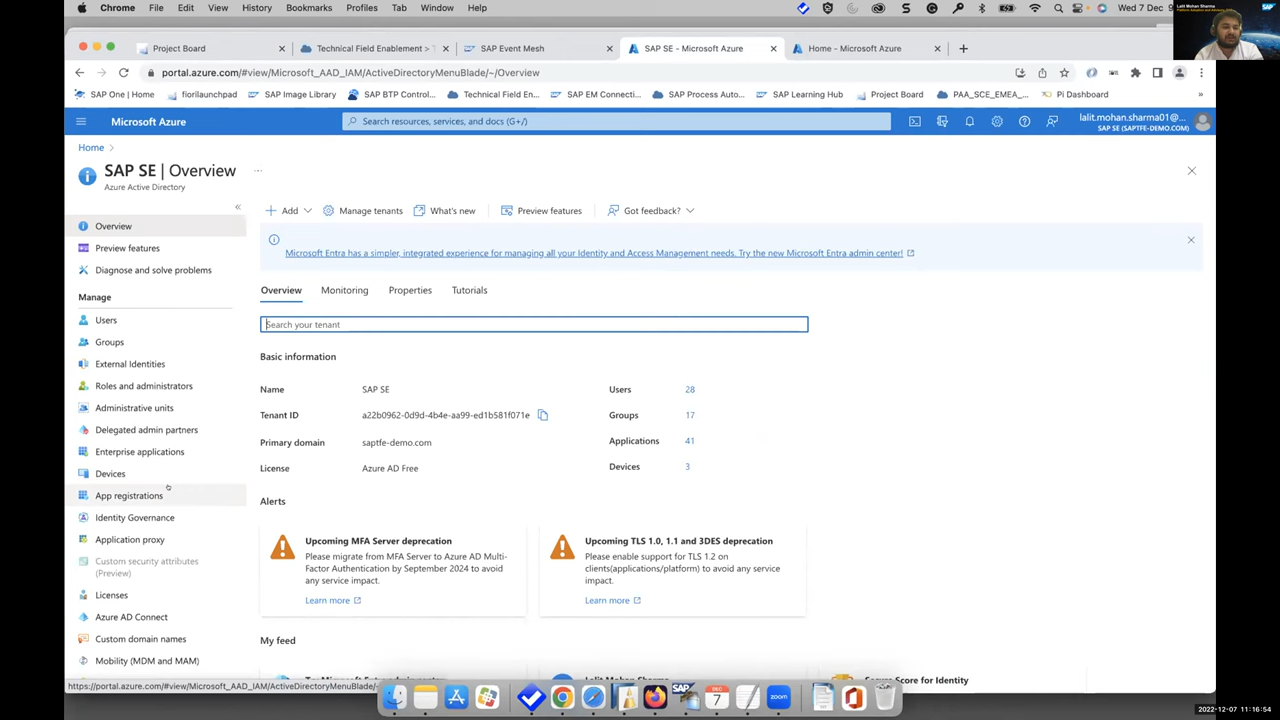 Chrome File Edit View History Bookmarks Profiles Tab Window Help
Wed 7 Dec
Lalit Mohan Sharma
SAP
Project Board
Technical Field Enablement > T
SAP Event Mesh
SAP SE - Microsoft Azure
Home - Microsoft Azure
portal.azure.com/#view/Microsoft_AAD_IAM/ActiveDirectoryMenuBlade/~/Overview
SAP One | Home
fiorilaunchpad
SAP Image Library
SAP BTP Control...
Technical Field En...
SAP EM Connecti...
SAP Process Auto...
SAP Learning Hub
Project Board
PAA_SCE_EMEA_...
Pi Dashboard
»
Microsoft Azure
Search resources, services, and docs (G+/)
lalit.mohan.sharma01@...
SAP SE (SAPTFE-DEMO.COM)
Home
SAP SE | Overview
...
Azure Active Directory
«
Add
Manage tenants
What's new
Preview features
Got feedback?
Overview
Preview features
Diagnose and solve problems
Manage
Users
Groups
External Identities
Roles and administrators
Administrative units
Delegated admin partners
Enterprise applications
Devices
App registrations
Identity Governance
Application proxy
Custom security attributes
(Preview)
Licenses
Azure AD Connect
Custom domain names
Mobility (MDM and MAM)
Microsoft Entra has a simpler, integrated experience for managing all your Identity and Access Management needs. Try the new Microsoft Entra admin center!
Overview Monitoring Properties Tutorials
Search your tenant
Basic information
Name SAP SE
Tenant ID a22b0962-0d9d-4b4e-aa99-ed1b581f071e
Primary domain saptfe-demo.com
License Azure AD Free
Users 28
Groups 17
Applications 41
Devices 3
Alerts
Upcoming MFA Server deprecation
Please migrate from MFA Server to Azure AD Multi-
Factor Authentication by September 2024 to avoid
any service impact.
Learn more
Upcoming TLS 1.0, 1.1 and 3DES deprecation
Please enable support for TLS 1.2 on
clients(applications/platform) to avoid any service
impact.
Learn more
My feed
Lalit Mohan Sharma
Secure Score for Identity
https://portal.azure.com/#view/Microsoft_AAD_IAM/ActiveDirectoryMenuBlade/
SAP
DEC
7
zoom
2022-12-07 11:16:54